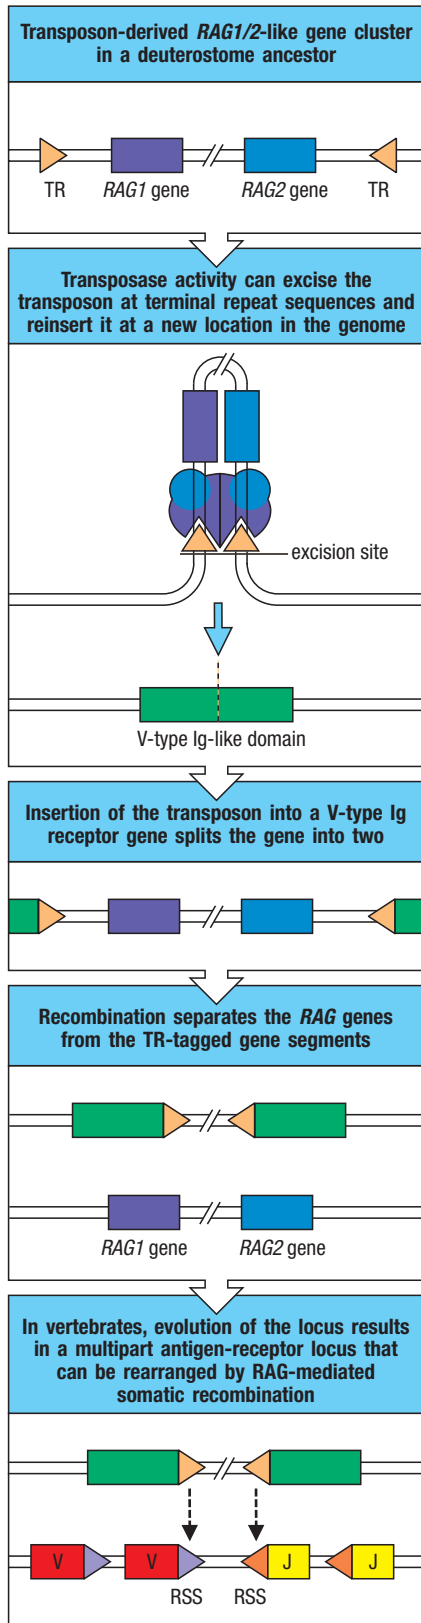 Transposon-derived RAG1/2-like gene cluster
in a deuterostome ancestor
TR
RAG1 gene
RAG2 gene
TR
Transposase activity can excise the
transposon at terminal repeat sequences and
reinsert it at a new location in the genome
excision site
V-type Ig-like domain
Insertion of the transposon into a V-type Ig
receptor gene splits the gene into two
Recombination separates the RAG genes
from the TR-tagged gene segments
RAG1 gene
RAG2 gene
In vertebrates, evolution of the locus results
in a multipart antigen-receptor locus that
can be rearranged by RAG-mediated
somatic recombination
V
V
J
J
RSS
RSS